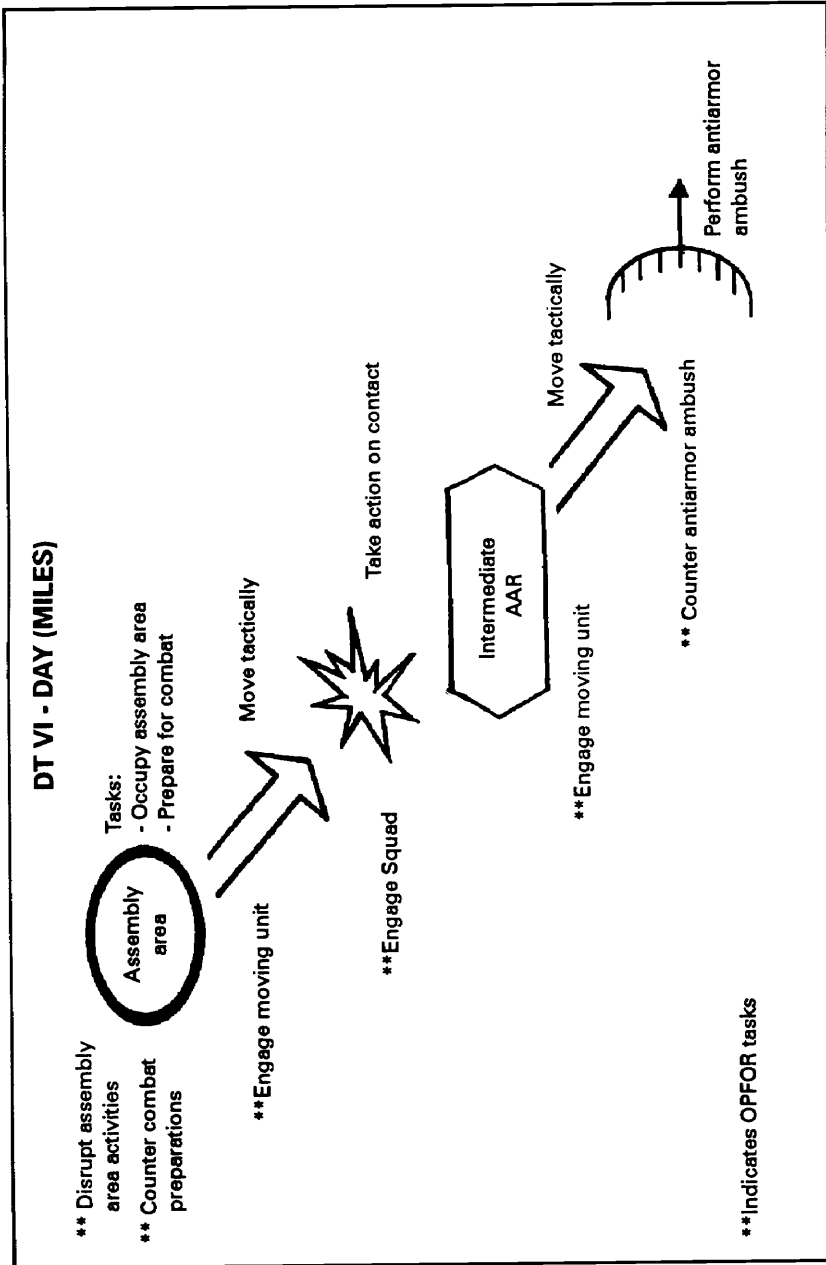 DT VI - DAY (MILES)
** Disrupt assembly
area activities
** Counter combat
preparations
Assembly
area
Tasks:
- Occupy assembly area
- Prepare for combat
**Engage moving unit
Move tactically
**Engage Squad
Take action on contact
Intermediate
AAR
**Engage moving unit
Move tactically
** Counter antiarmor ambush
Perform antiarmor
ambush
**Indicates OPFOR tasks